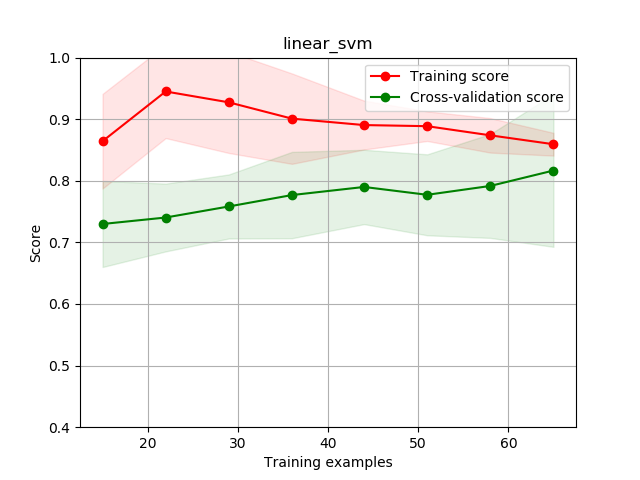 linear_svm
Training score
Cross-validation score
1.0
0.9
0.8
0.7
0.6
0.5
0.4
Score
20 30 40 50 60
Training examples